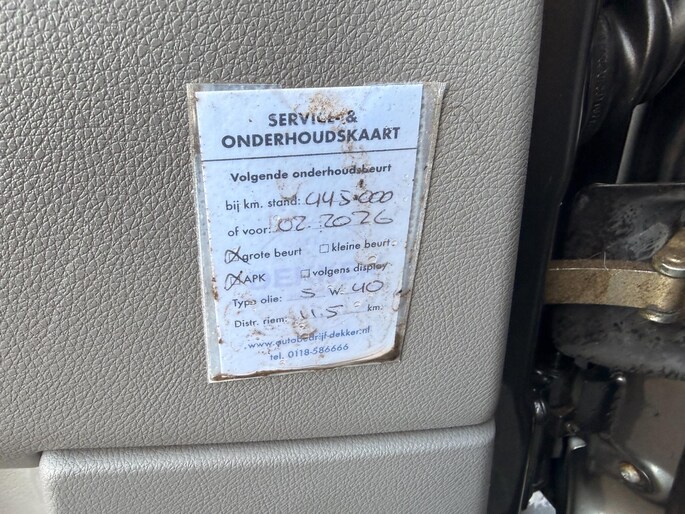 SERVICE- &
ONDERHOUDSKAART
Volgende onderhoudsbeurt
bij km. stand: 445.000
of voor: 02.2026
grote beurt kleine beurt
APK volgens display
Type olie: 5 W 40
Distr. riem: km.
www.autobedrijf-dekker.nl
tel. 0118-586666